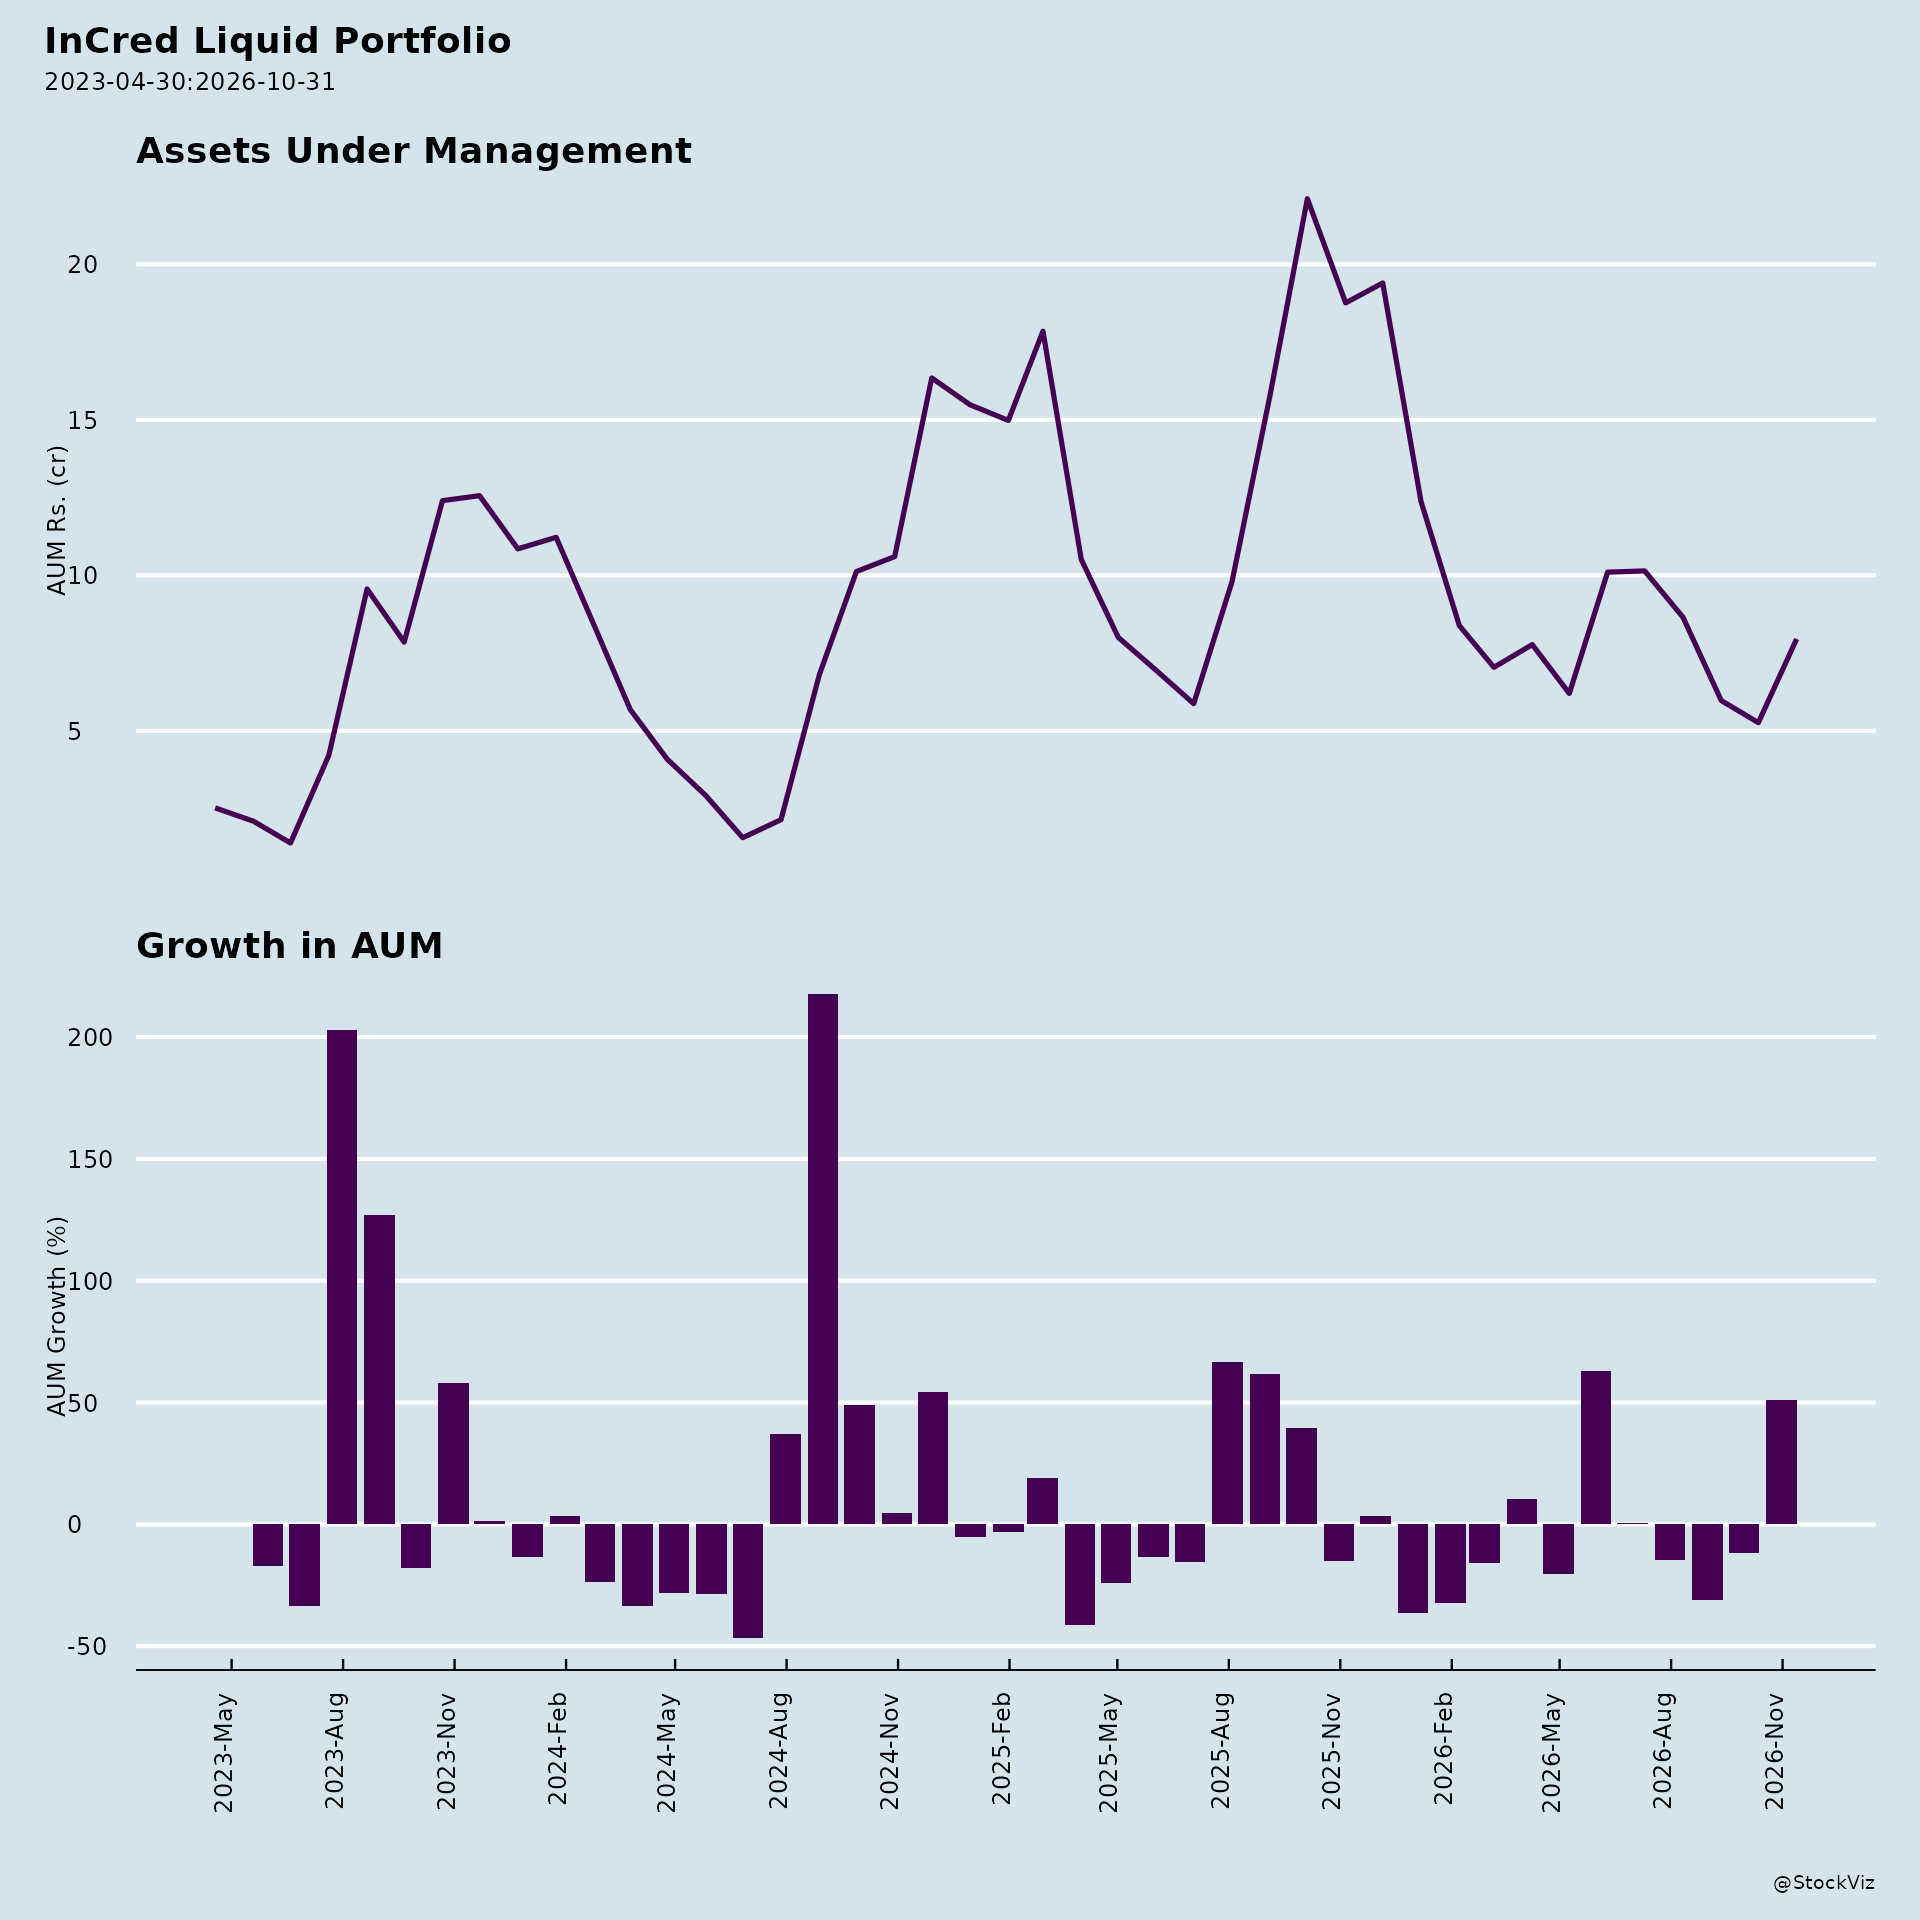 InCred Liquid Portfolio
2023-04-30:2026-10-31
Assets Under Management
AUM Rs. (cr)
20
15
10
5
Growth in AUM
AUM Growth (%)
200
150
100
50
0
-50
2023-May
2023-Aug
2023-Nov
2024-Feb
2024-May
2024-Aug
2024-Nov
2025-Feb
2025-May
2025-Aug
2025-Nov
2026-Feb
2026-May
2026-Aug
2026-Nov
@StockViz